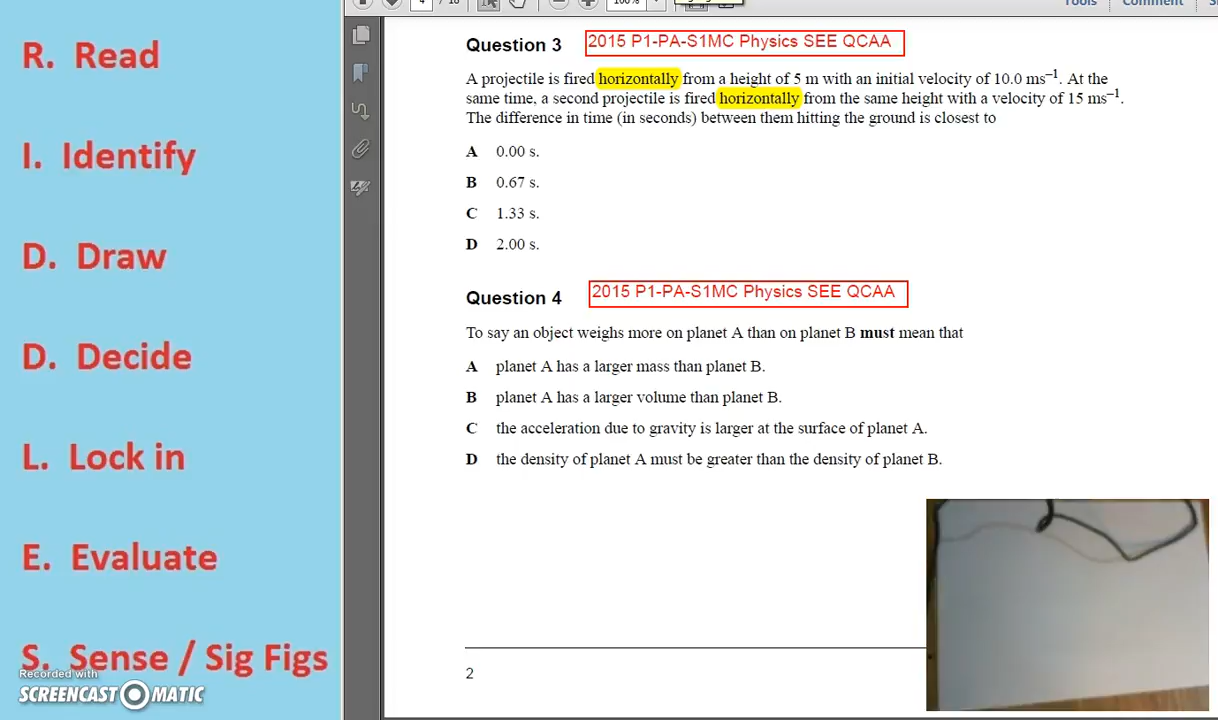 R. Read
I. Identify
D. Draw
D. Decide
L. Lock in
E. Evaluate
S. Sense / Sig Figs
Recorded with
SCREENCAST MATIC
4 / 18
100%
Tools
Comment
Question 3
2015 P1-PA-S1MC Physics SEE QCAA
A projectile is fired horizontally from a height of 5 m with an initial velocity of 10.0 ms⁻¹. At the
same time, a second projectile is fired horizontally from the same height with a velocity of 15 ms⁻¹.
The difference in time (in seconds) between them hitting the ground is closest to
A 0.00 s.
B 0.67 s.
C 1.33 s.
D 2.00 s.
Question 4
2015 P1-PA-S1MC Physics SEE QCAA
To say an object weighs more on planet A than on planet B must mean that
A planet A has a larger mass than planet B.
B planet A has a larger volume than planet B.
C the acceleration due to gravity is larger at the surface of planet A.
D the density of planet A must be greater than the density of planet B.
2